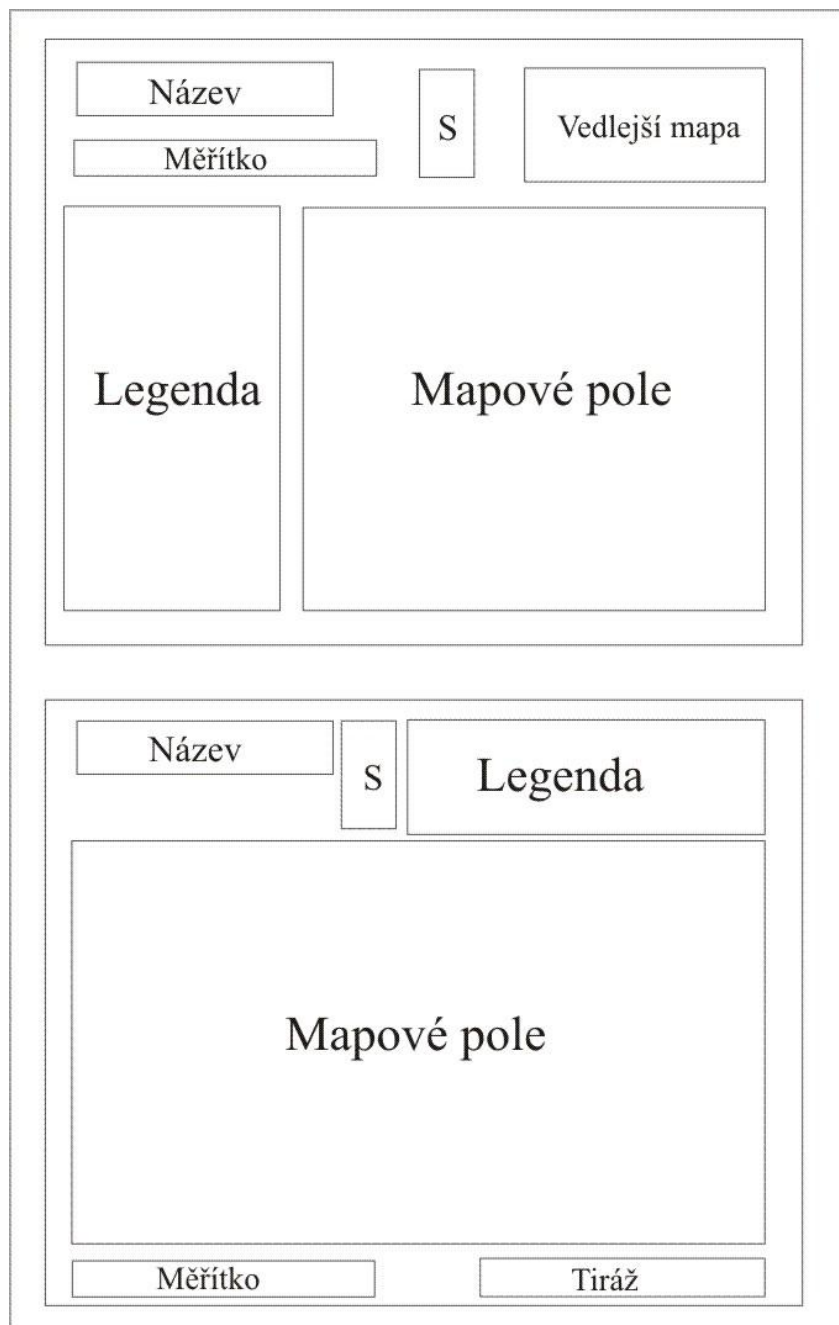 Název
S
Vedlejší mapa
Měřítko
Legenda
Mapové pole
Název
S
Legenda
Mapové pole
Měřítko
Tiráž